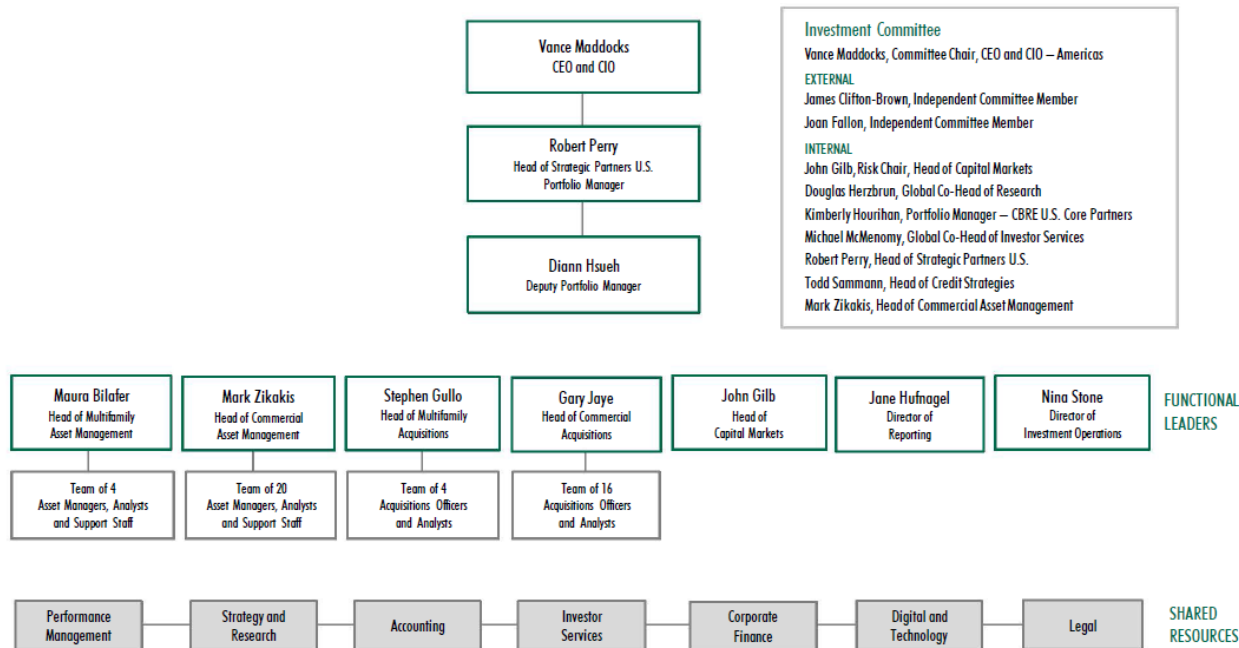 Vance Maddocks
CEO and CIO
Robert Perry
Head of Strategic Partners U.S.
Portfolio Manager
Diann Hsueh
Deputy Portfolio Manager
Investment Committee
Vance Maddocks, Committee Chair, CEO and CIO – Americas
EXTERNAL
James Clifton-Brown, Independent Committee Member
Joan Fallon, Independent Committee Member
INTERNAL
John Gilb, Risk Chair, Head of Capital Markets
Douglas Herzbrun, Global Co-Head of Research
Kimberly Hourihan, Portfolio Manager – CBRE U.S. Core Partners
Michael McMenomy, Global Co-Head of Investor Services
Robert Perry, Head of Strategic Partners U.S.
Todd Sammann, Head of Credit Strategies
Mark Zikakis, Head of Commercial Asset Management
Maura Bilafer
Head of Multifamily
Asset Management
Mark Zikakis
Head of Commercial
Asset Management
Stephen Gullo
Head of Multifamily
Acquisitions
Gary Jaye
Head of Commercial
Acquisitions
John Gilb
Head of
Capital Markets
Jane Hufnagel
Director of
Reporting
Nina Stone
Director of
Investment Operations
FUNCTIONAL
LEADERS
Team of 4
Asset Managers, Analysts
and Support Staff
Team of 20
Asset Managers, Analysts
and Support Staff
Team of 4
Acquisitions Officers
and Analysts
Team of 16
Acquisitions Officers
and Analysts
Performance
Management
Strategy and
Research
Accounting
Investor
Services
Corporate
Finance
Digital and
Technology
Legal
SHARED
RESOURCES